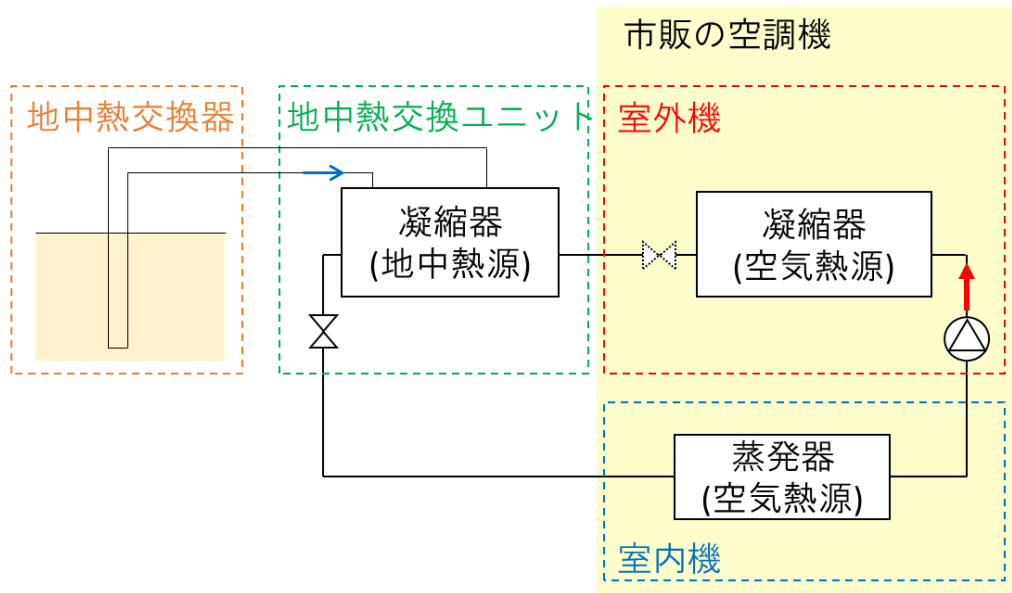 市販の空調機
地中熱交換器
地中熱交換ユニット
室外機
凝縮器
(地中熱源)
凝縮器
(空気熱源)
蒸発器
(空気熱源)
室内機